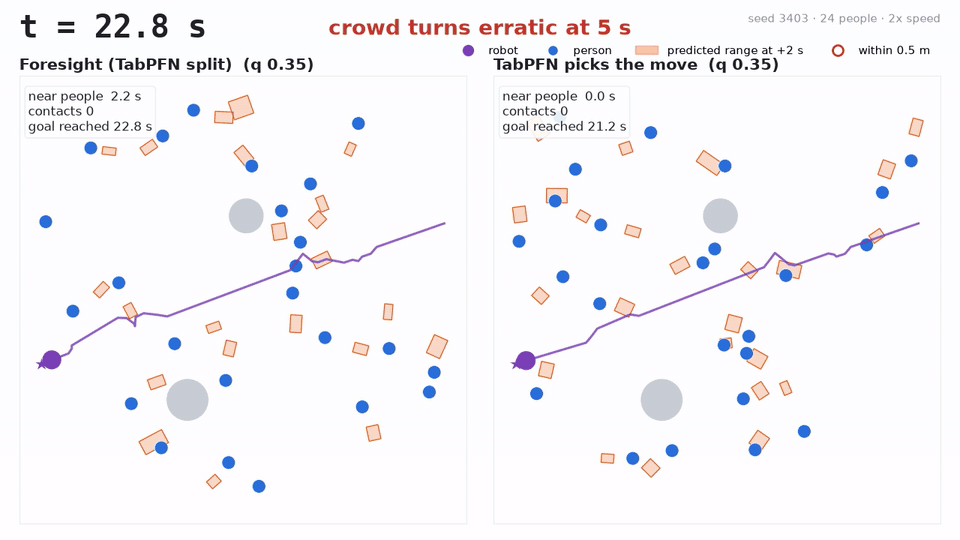 t = 22.8 s
crowd turns erratic at 5 s
seed 3403 · 24 people · 2x speed
robot
person
predicted range at +2 s
within 0.5 m
Foresight (TabPFN split)  (q 0.35)
TabPFN picks the move  (q 0.35)
near people  2.2 s
contacts 0
goal reached 22.8 s
near people  0.0 s
contacts 0
goal reached 21.2 s